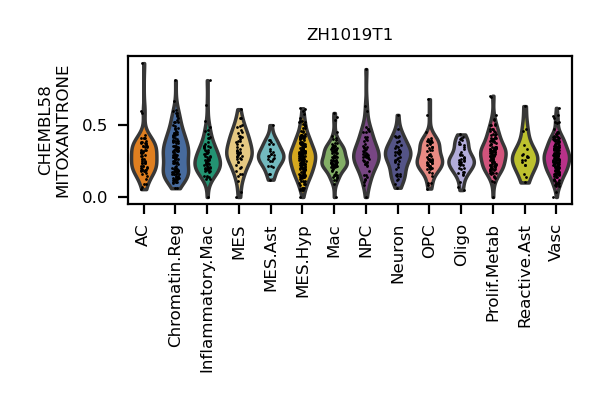 ZH1019T1
CHEMBL58
MITOXANTRONE
0.5
0.0
AC
Chromatin.Reg
Inflammatory.Mac
MES
MES.Ast
MES.Hyp
Mac
NPC
Neuron
OPC
Oligo
Prolif.Metab
Reactive.Ast
Vasc